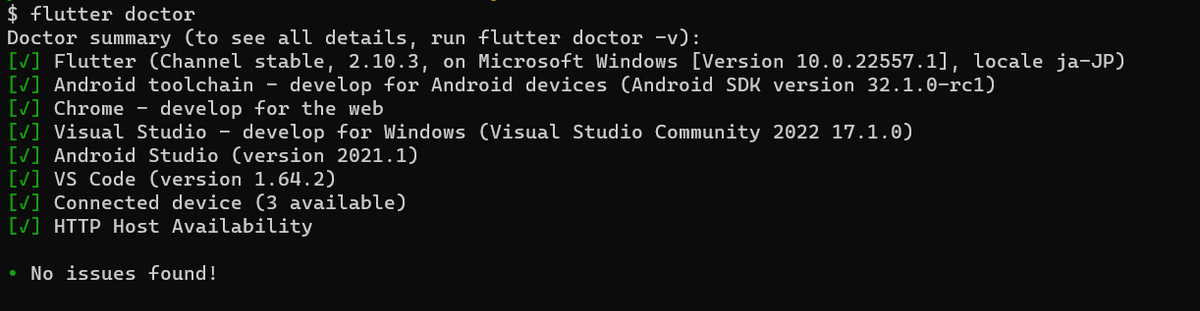 $ flutter doctor
Doctor summary (to see all details, run flutter doctor -v):
[√] Flutter (Channel stable, 2.10.3, on Microsoft Windows [Version 10.0.22557.1], locale ja-JP)
[√] Android toolchain - develop for Android devices (Android SDK version 32.1.0-rc1)
[√] Chrome - develop for the web
[√] Visual Studio - develop for Windows (Visual Studio Community 2022 17.1.0)
[√] Android Studio (version 2021.1)
[√] VS Code (version 1.64.2)
[√] Connected device (3 available)
[√] HTTP Host Availability
• No issues found!